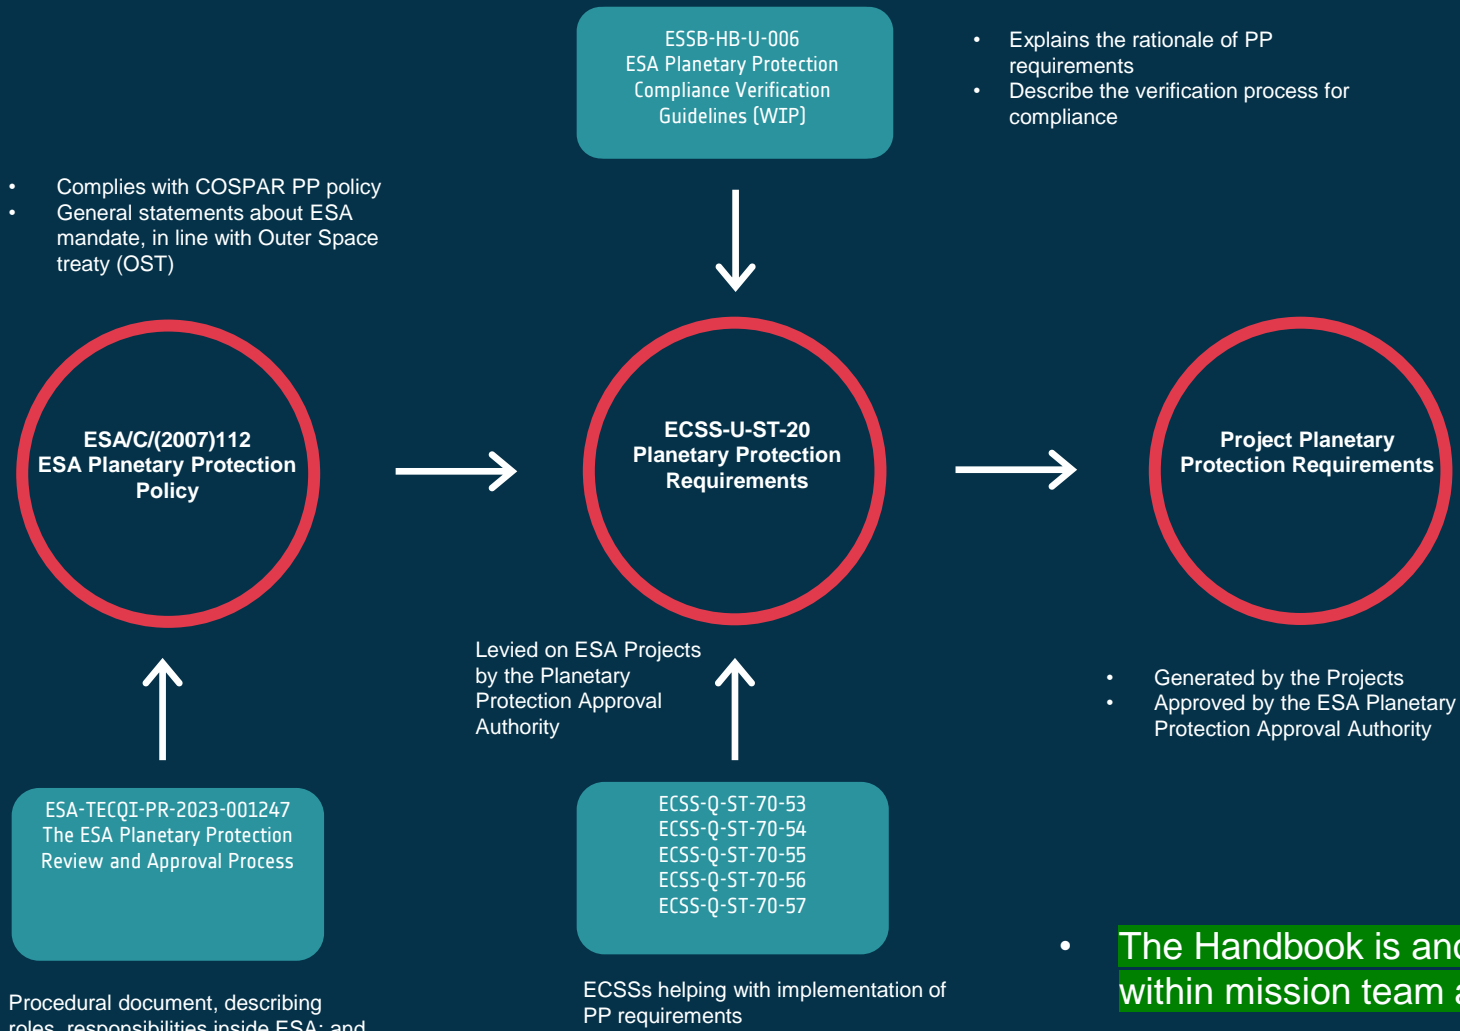 ESSB-HB-U-006
ESA Planetary Protection
Compliance Verification
Guidelines (WIP)
• Explains the rationale of PP
requirements
• Describe the verification process for
compliance
• Complies with COSPAR PP policy
• General statements about ESA
mandate, in line with Outer Space
treaty (OST)
ESA/C/(2007)112
ESA Planetary Protection
Policy
ECSS-U-ST-20
Planetary Protection
Requirements
Project Planetary
Protection Requirements
Levied on ESA Projects
by the Planetary
Protection Approval
Authority
• Generated by the Projects
• Approved by the ESA Planetary
Protection Approval Authority
ESA-TECQI-PR-2023-001247
The ESA Planetary Protection
Review and Approval Process
ECSS-Q-ST-70-53
ECSS-Q-ST-70-54
ECSS-Q-ST-70-55
ECSS-Q-ST-70-56
ECSS-Q-ST-70-57
Procedural document, describing
roles, responsibilities inside ESA; and
ECSSs helping with implementation of
PP requirements
• The Handbook is
within mission team